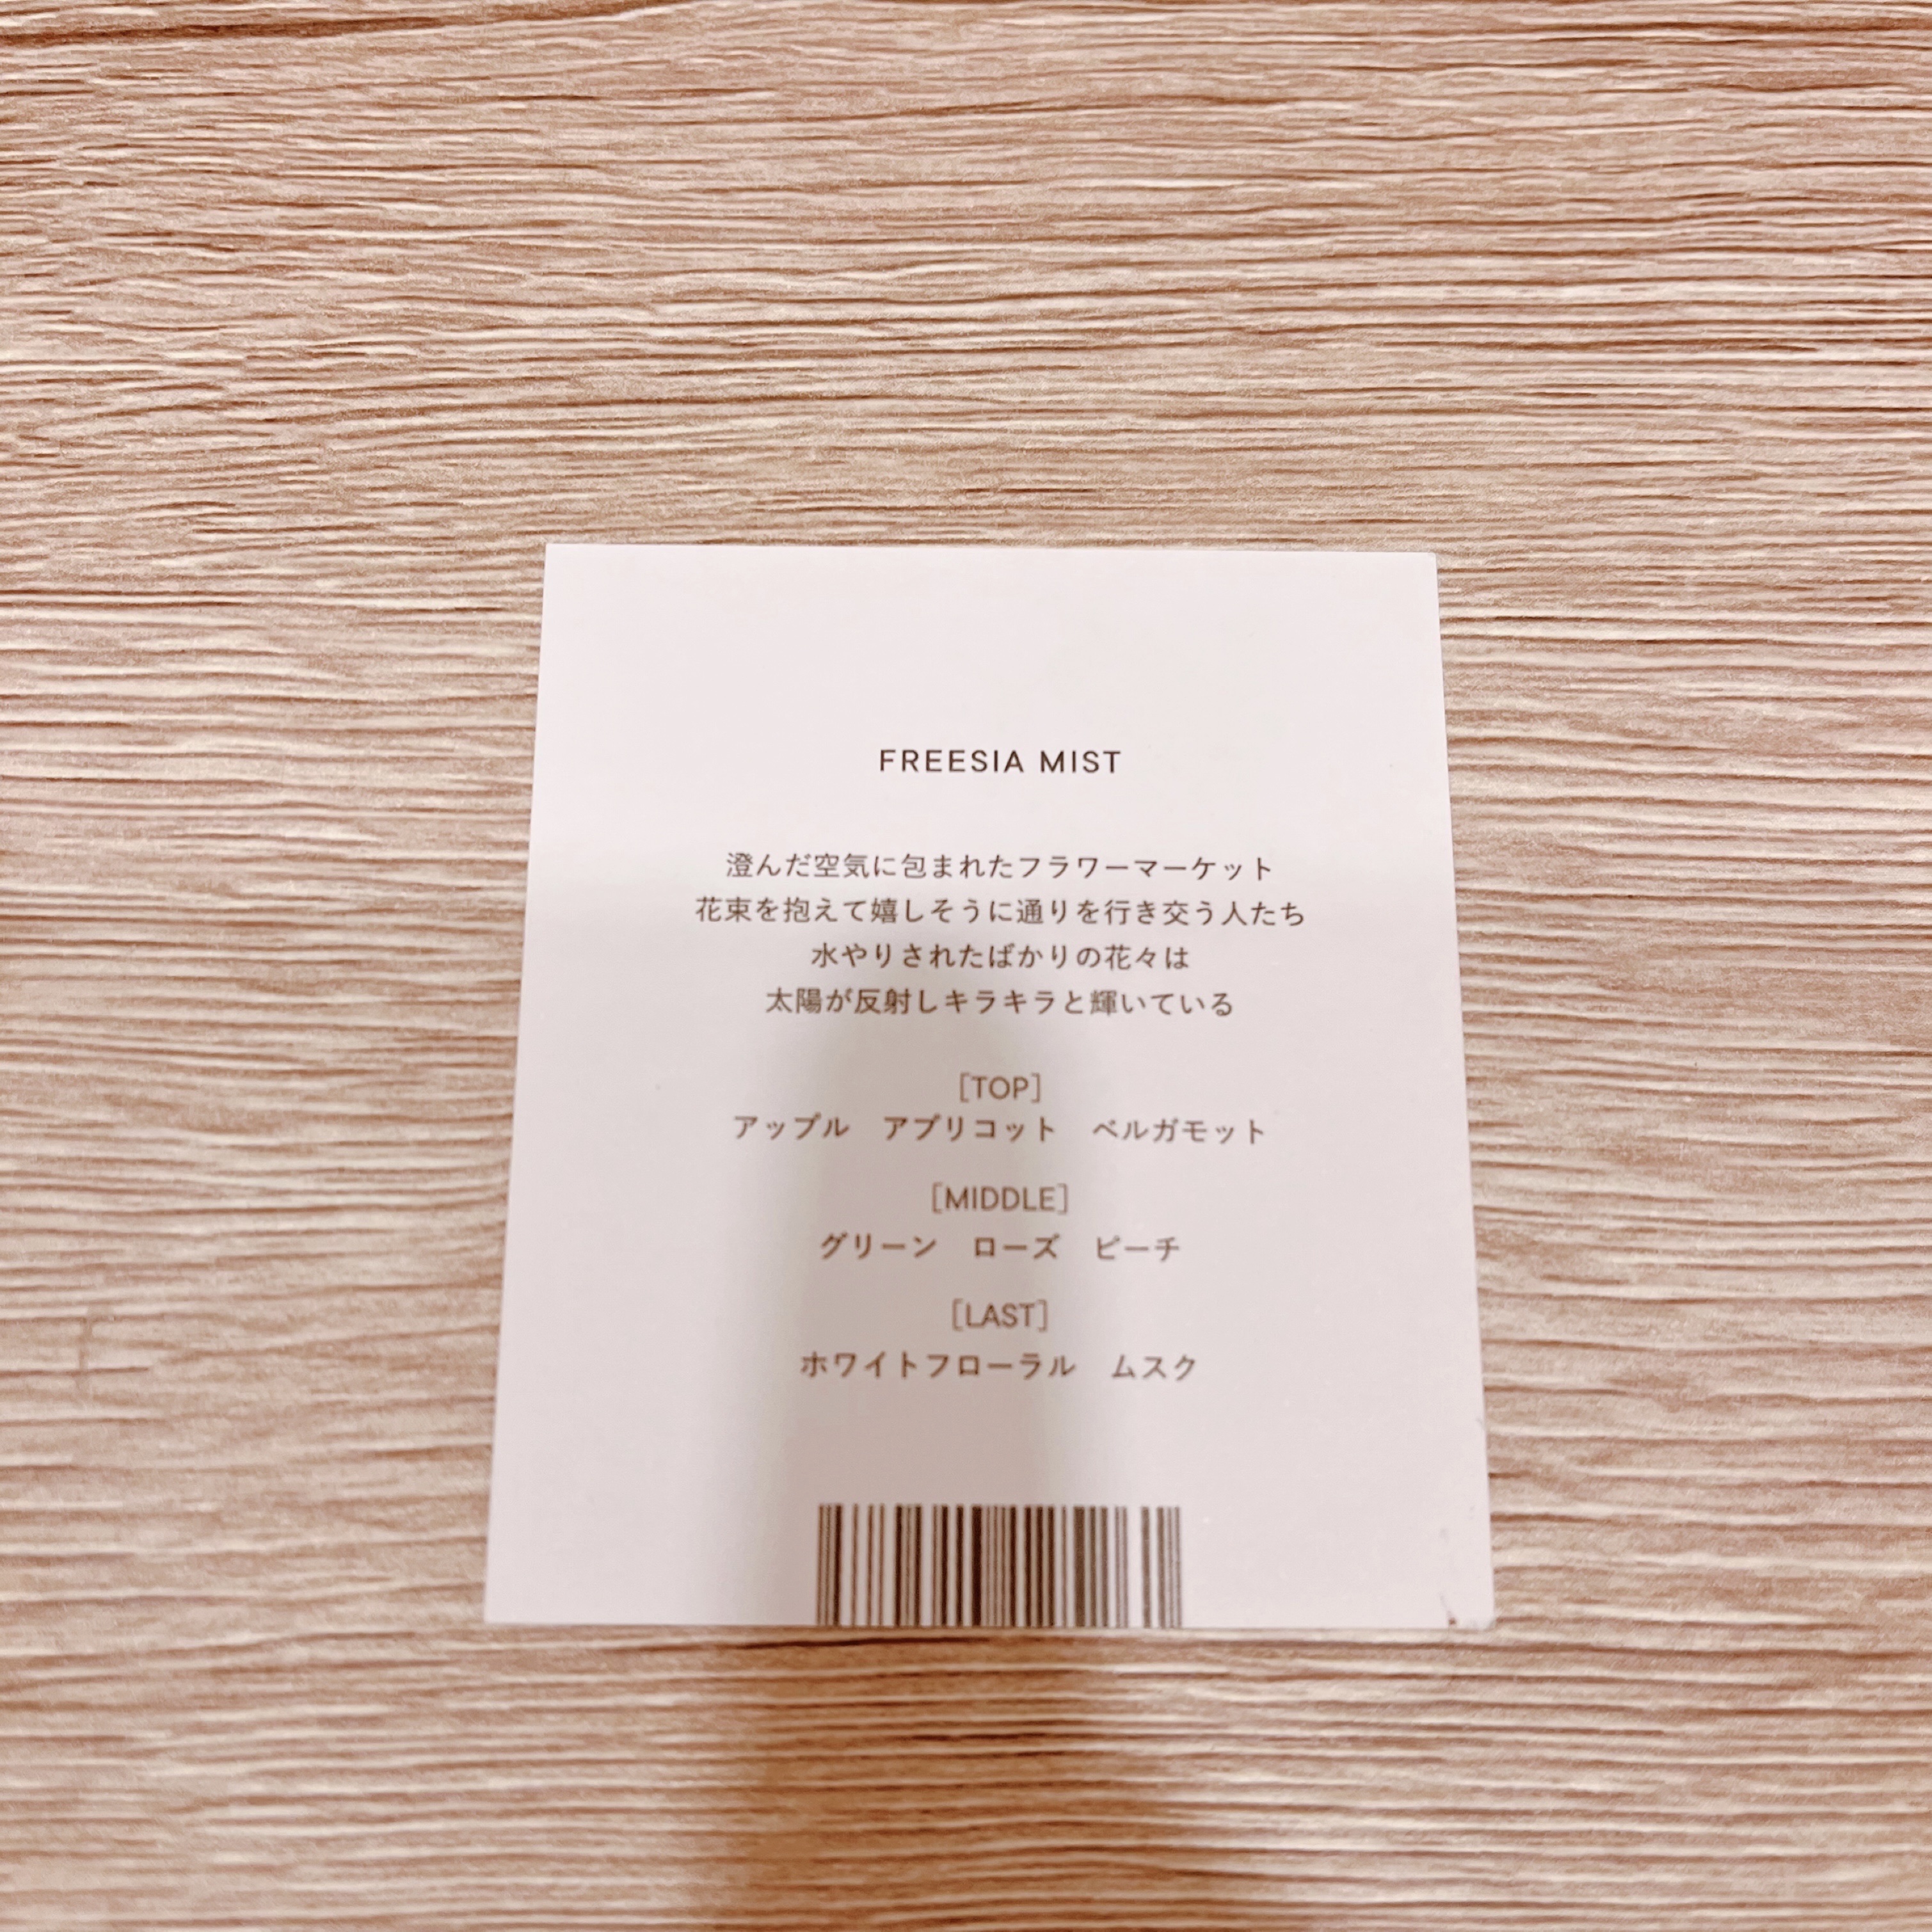 FREESIA MIST
澄んだ空気に包まれたフラワーマーケット
花束を抱えて嬉しそうに通りを行き交う人たち
水やりされたばかりの花々は
太陽が反射しキラキラと輝いている
[TOP]
アップル　アプリコット　ベルガモット
[MIDDLE]
グリーン　ローズ　ピーチ
[LAST]
ホワイトフローラル　ムスク